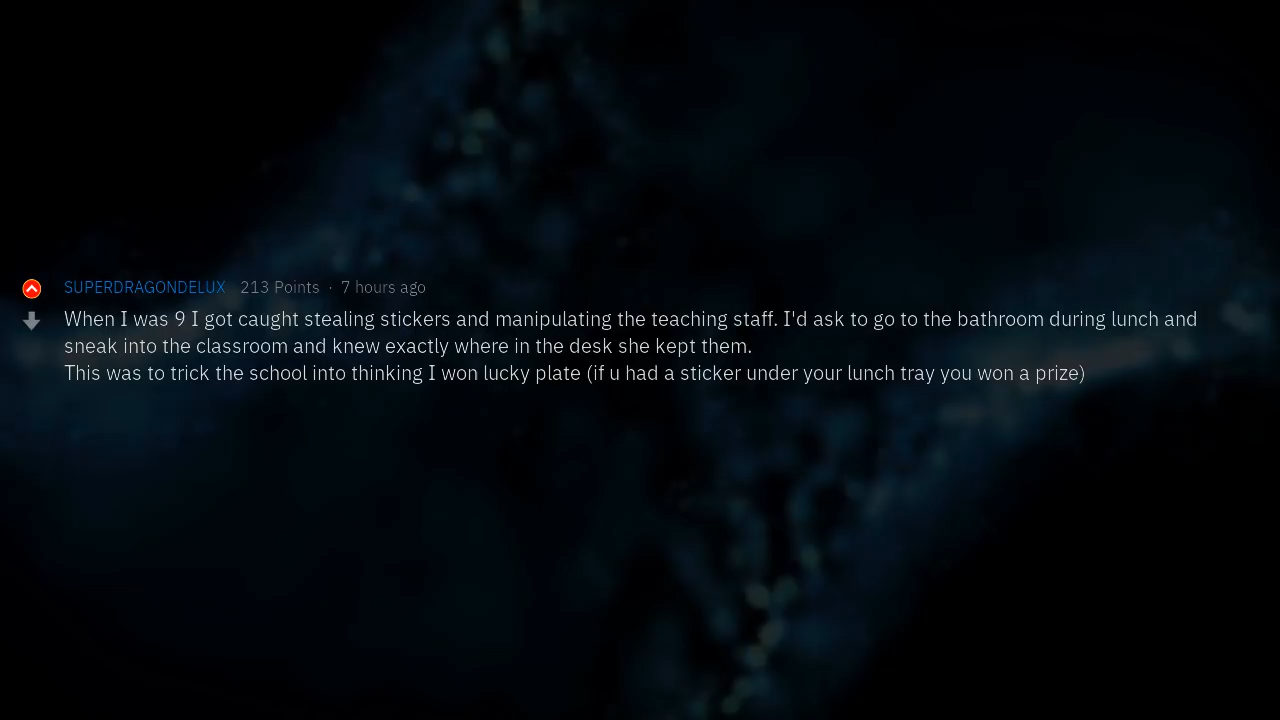 SUPERDRAGONDELUX 213 Points · 7 hours ago
When I was 9 I got caught stealing stickers and manipulating the teaching staff. I'd ask to go to the bathroom during lunch and
sneak into the classroom and knew exactly where in the desk she kept them.
This was to trick the school into thinking I won lucky plate (if u had a sticker under your lunch tray you won a prize)